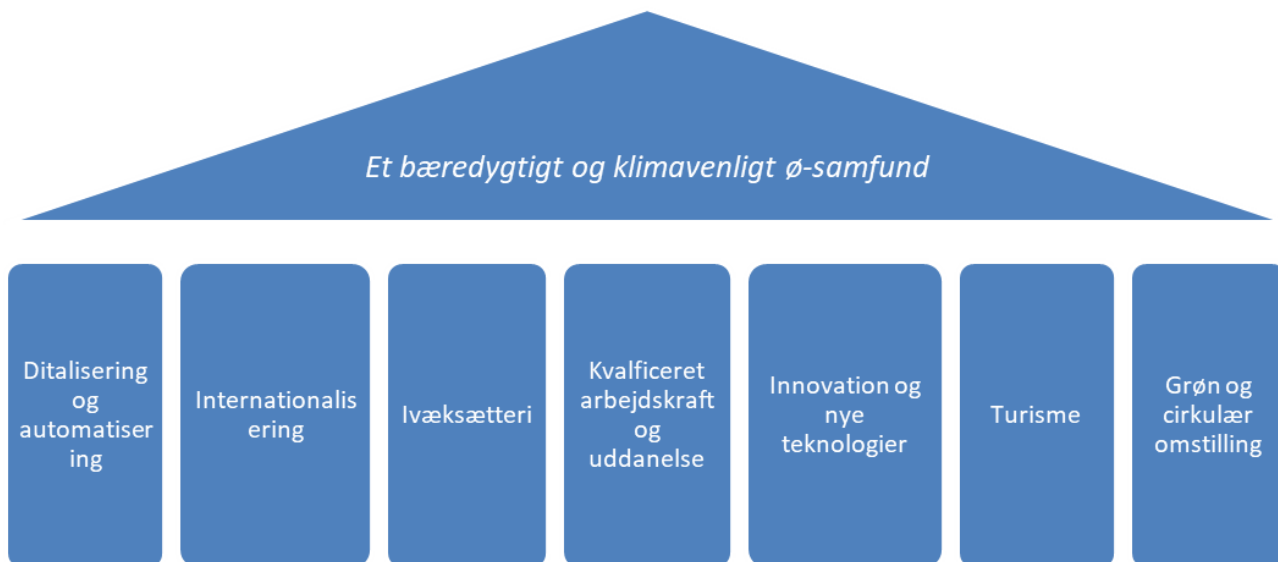 Et bæredygtigt og klimavenligt ø-samfund
Ditalisering
og
automatiser
ing
Internationalis
ering
Ivæksætteri
Kvalficeret
arbejdskraft
og
uddanelse
Innovation og
nye
teknologier
Turisme
Grøn og
cirkulær
omstilling